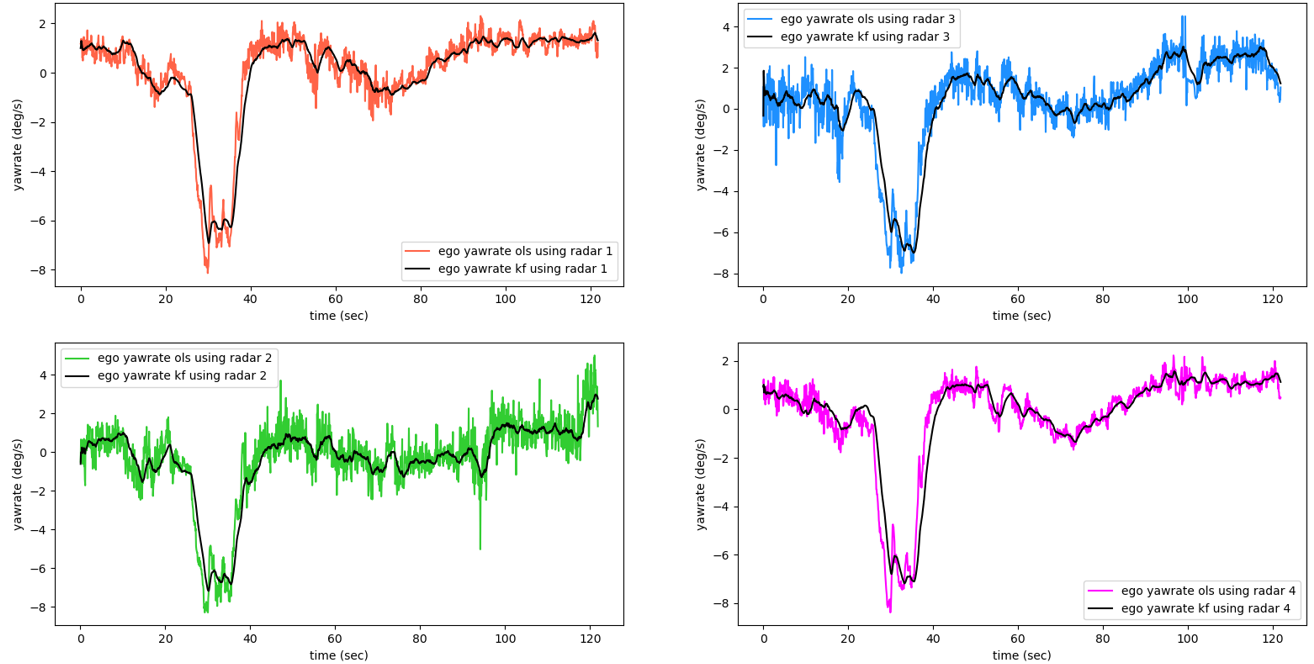 2
0
−2
−4
−6
−8
yawrate (deg/s)
ego yawrate ols using radar 1
ego yawrate kf using radar 1
0 20 40 60 80 100 120
time (sec)
4
2
0
−2
−4
−6
−8
yawrate (deg/s)
ego yawrate ols using radar 3
ego yawrate kf using radar 3
0 20 40 60 80 100 120
time (sec)
4
2
0
−2
−4
−6
−8
yawrate (deg/s)
ego yawrate ols using radar 2
ego yawrate kf using radar 2
0 20 40 60 80 100 120
time (sec)
2
0
−2
−4
−6
−8
yawrate (deg/s)
ego yawrate ols using radar 4
ego yawrate kf using radar 4
0 20 40 60 80 100 120
time (sec)